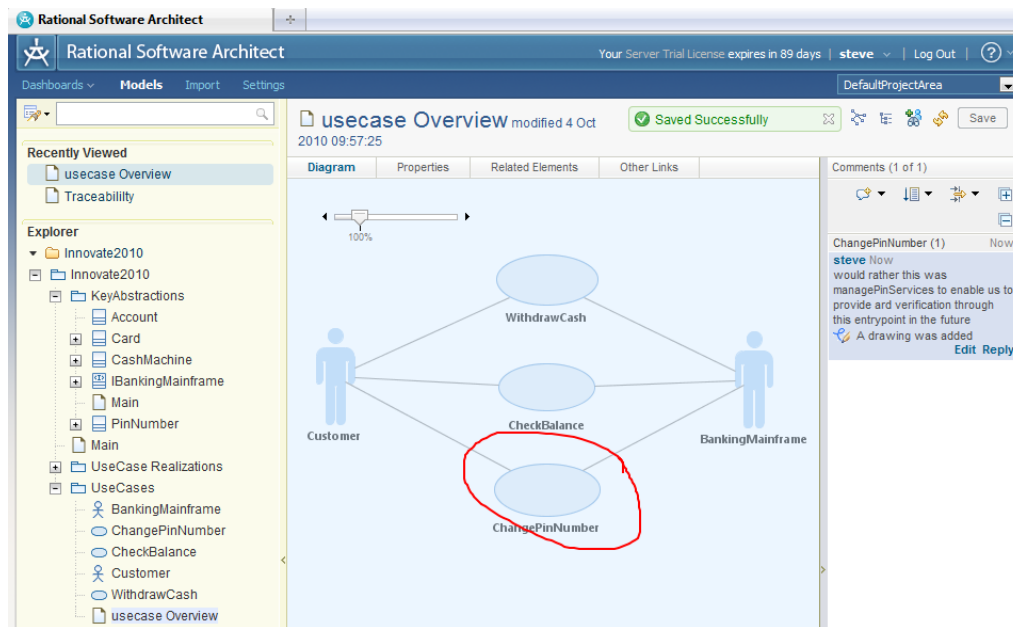 Rational Software Architect
Rational Software Architect
Your Server Trial License expires in 89 days | steve | Log Out | ?
Dashboards Models Import Settings
DefaultProjectArea
usecase Overview modified 4 Oct
2010 09:57:25
Saved Successfully
Save
Recently Viewed
usecase Overview
Traceabililty
Explorer
Innovate2010
Innovate2010
KeyAbstractions
Account
Card
CashMachine
IBankingMainframe
Main
PinNumber
Main
UseCase Realizations
UseCases
BankingMainframe
ChangePinNumber
CheckBalance
Customer
WithdrawCash
usecase Overview
Diagram Properties Related Elements Other Links
100%
WithdrawCash
CheckBalance
Customer
BankingMainframe
ChangePinNumber
Comments (1 of 1)
ChangePinNumber (1) Now
steve Now
would rather this was
managePinServices to enable us to
provide ard verification through
this entrypoint in the future
A drawing was added
Edit Reply